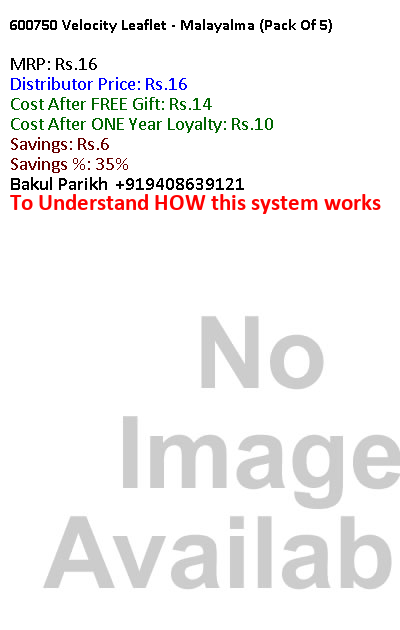 600750 Velocity Leaflet - Malayalma (Pack Of 5)
MRP: Rs.16
Distributor Price: Rs.16
Cost After FREE Gift: Rs.14
Cost After ONE Year Loyalty: Rs.10
Savings: Rs.6
Savings %: 35%
Bakul Parikh +919408639121
To Understand HOW this system works
No
Image
Availab